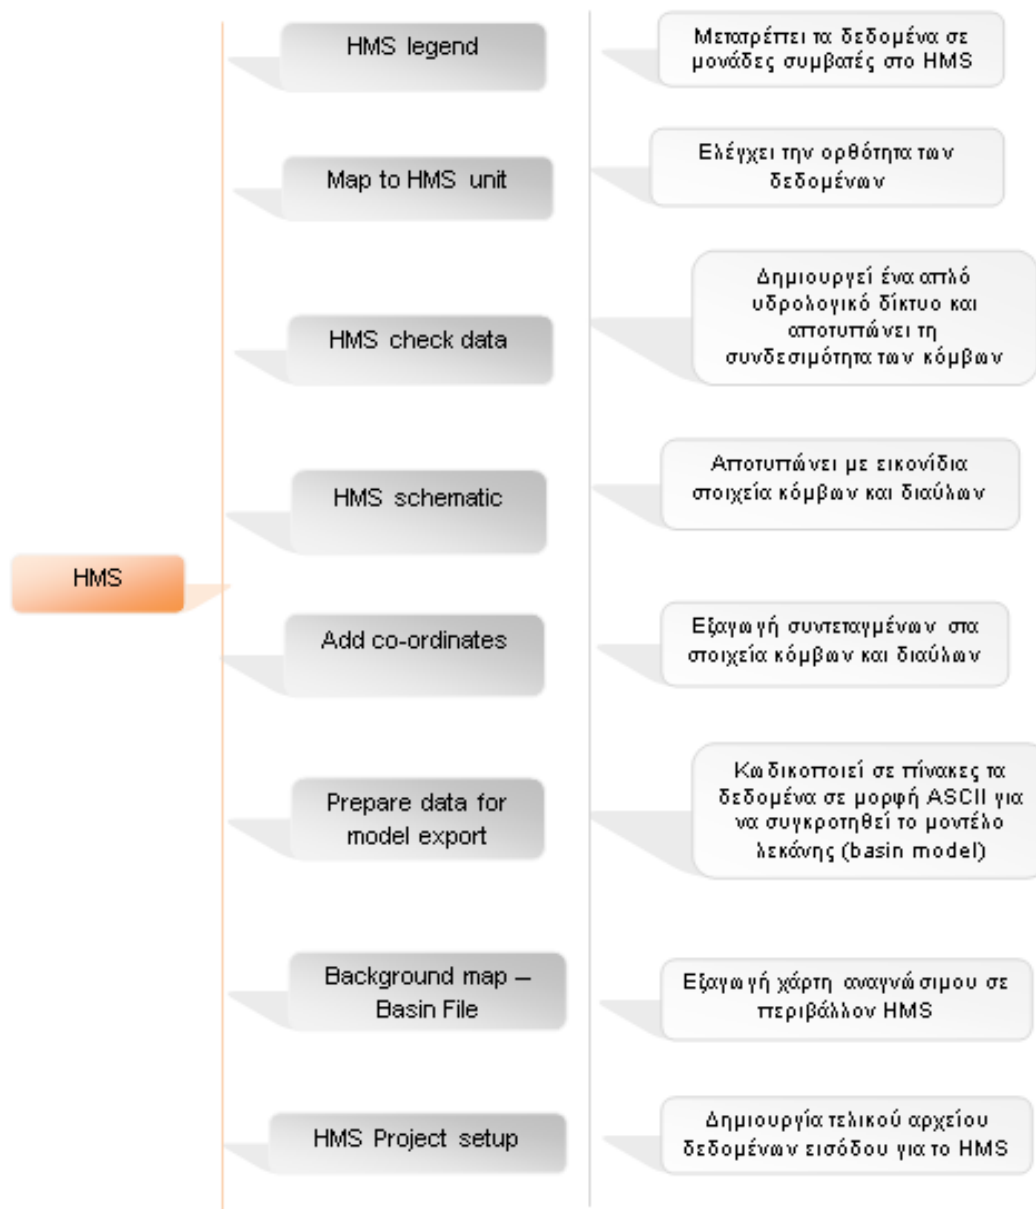 HMS legend
Μετατρέπει τα δεδομένα σε
μονάδες συμβατές στο HMS
Map to HMS unit
Ελέγχει την ορθότητα των
δεδομένων
HMS check data
Δημιουργεί ένα απλό
υδρολογικό δίκτυο και
αποτυπώνει τη
συνδεσιμότητα των κόμβων
HMS schematic
Αποτυπώνει με εικονίδια
στοιχεία κόμβων και διαύλων
HMS
Add co-ordinates
Εξαγωγή συντεταγμένων στα
στοιχεία κόμβων και διαύλων
Prepare data for
model export
Κωδικοποιεί σε πίνακες τα
δεδομένα σε μορφή ASCII για
να συγκροτηθεί το μοντέλο
λεκάνης (basin model)
Background map –
Basin File
Εξαγωγή χάρτη αναγνώσιμου σε
περιβάλλον HMS
HMS Project setup
Δημιουργία τελικού αρχείου
δεδομένων εισόδου για το HMS